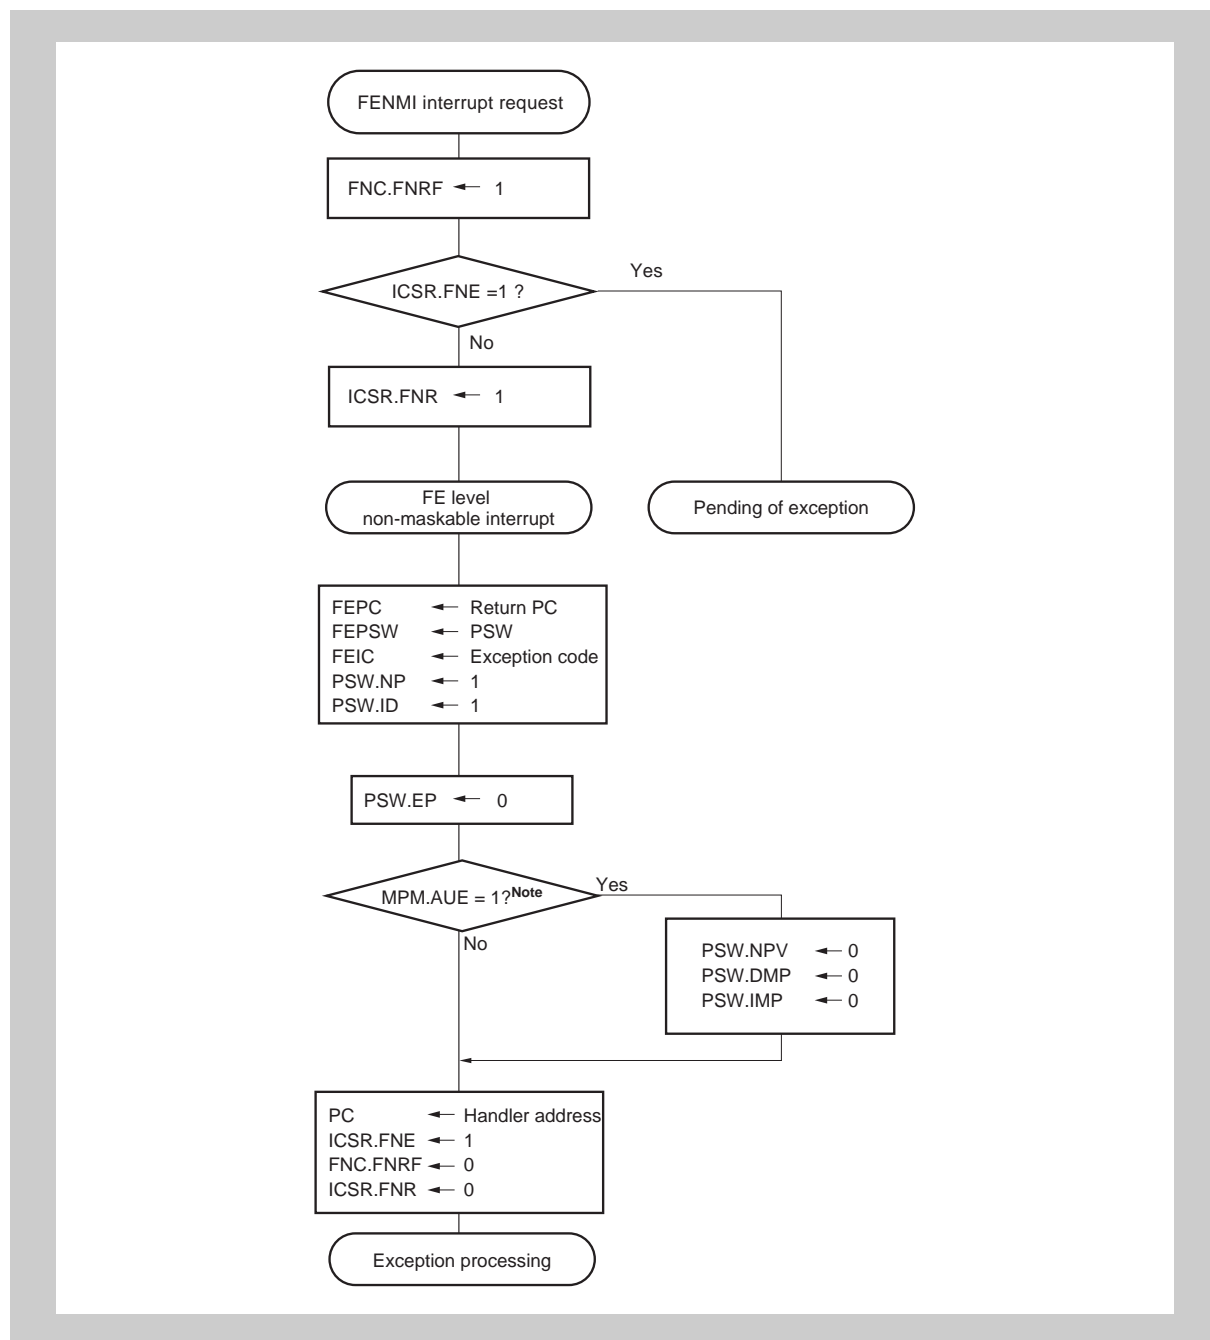 FENMI interrupt request
FNC.FNRF ← 1
Yes
ICSR.FNE =1 ?
No
ICSR.FNR ← 1
FE level
non-maskable interrupt
Pending of exception
FEPC ← Return PC
FEPSW ← PSW
FEIC ← Exception code
PSW.NP ← 1
PSW.ID ← 1
PSW.EP ← 0
MPM.AUE = 1?Note
Yes
No
PSW.NPV ← 0
PSW.DMP ← 0
PSW.IMP ← 0
PC ← Handler address
ICSR.FNE ← 1
FNC.FNRF ← 0
ICSR.FNR ← 0
Exception processing